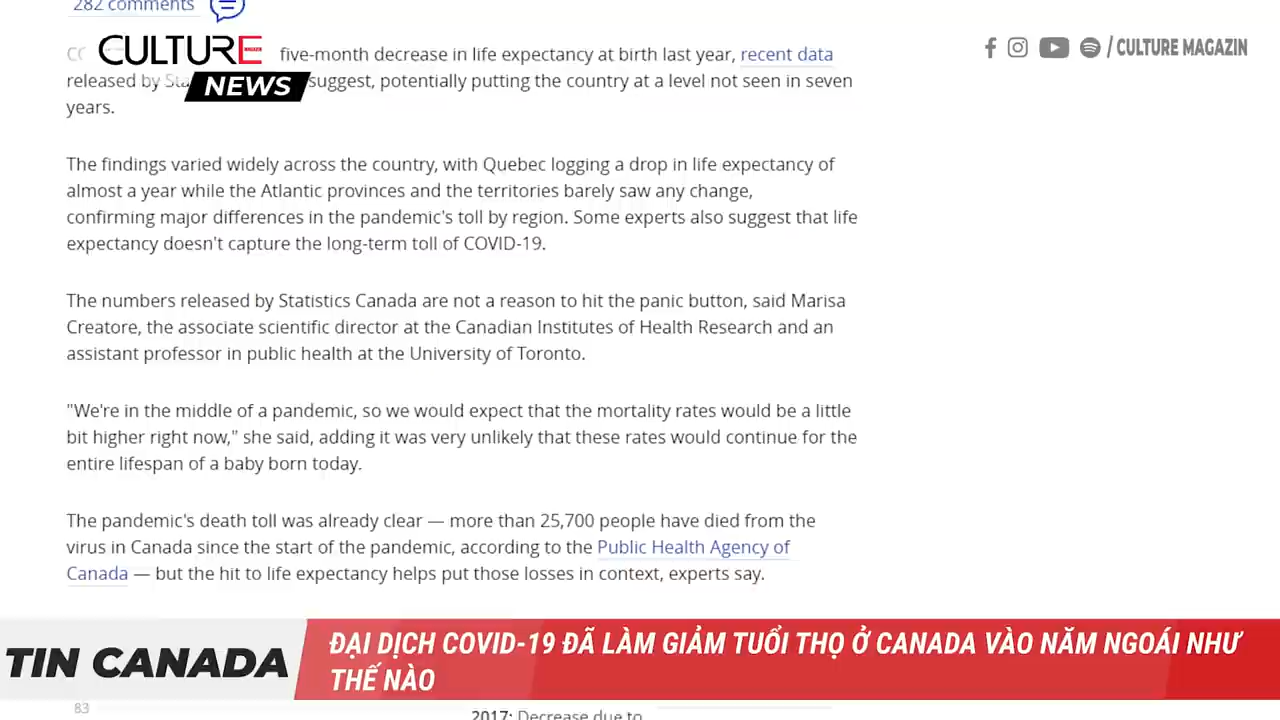 282 comments
CULTURE
NEWS
/ CULTURE MAGAZIN
five-month decrease in life expectancy at birth last year, recent data
released by suggest, potentially putting the country at a level not seen in seven
years.
The findings varied widely across the country, with Quebec logging a drop in life expectancy of
almost a year while the Atlantic provinces and the territories barely saw any change,
confirming major differences in the pandemic's toll by region. Some experts also suggest that life
expectancy doesn't capture the long-term toll of COVID-19.
The numbers released by Statistics Canada are not a reason to hit the panic button, said Marisa
Creatore, the associate scientific director at the Canadian Institutes of Health Research and an
assistant professor in public health at the University of Toronto.
"We're in the middle of a pandemic, so we would expect that the mortality rates would be a little
bit higher right now," she said, adding it was very unlikely that these rates would continue for the
entire lifespan of a baby born today.
The pandemic's death toll was already clear — more than 25,700 people have died from the
virus in Canada since the start of the pandemic, according to the Public Health Agency of
Canada — but the hit to life expectancy helps put those losses in context, experts say.
TIN CANADA
ĐẠI DỊCH COVID-19 ĐÃ LÀM GIẢM TUỔI THỌ Ở CANADA VÀO NĂM NGOÁI NHƯ
THẾ NÀO
83
2017: Decrease due to